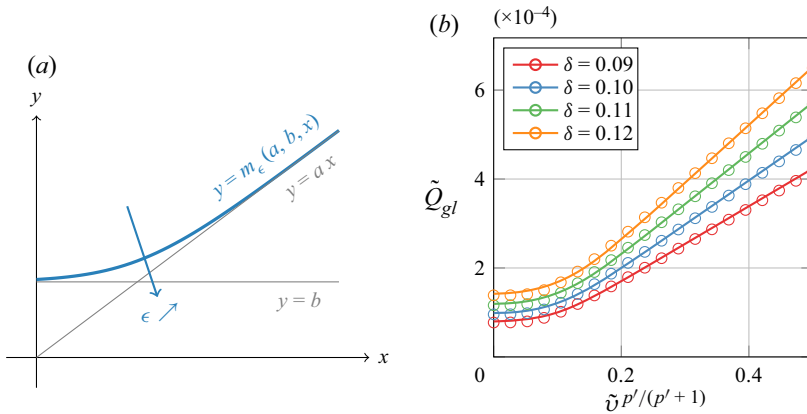 (a)
y
y = m_ϵ (a, b, x)
y = a x
y = b
ϵ ↗
x
(b)
(×10–4)
δ = 0.09
δ = 0.10
δ = 0.11
δ = 0.12
6
4
2
Q̃_gl
0
0.2
0.4
ṽ p′/(p′ + 1)